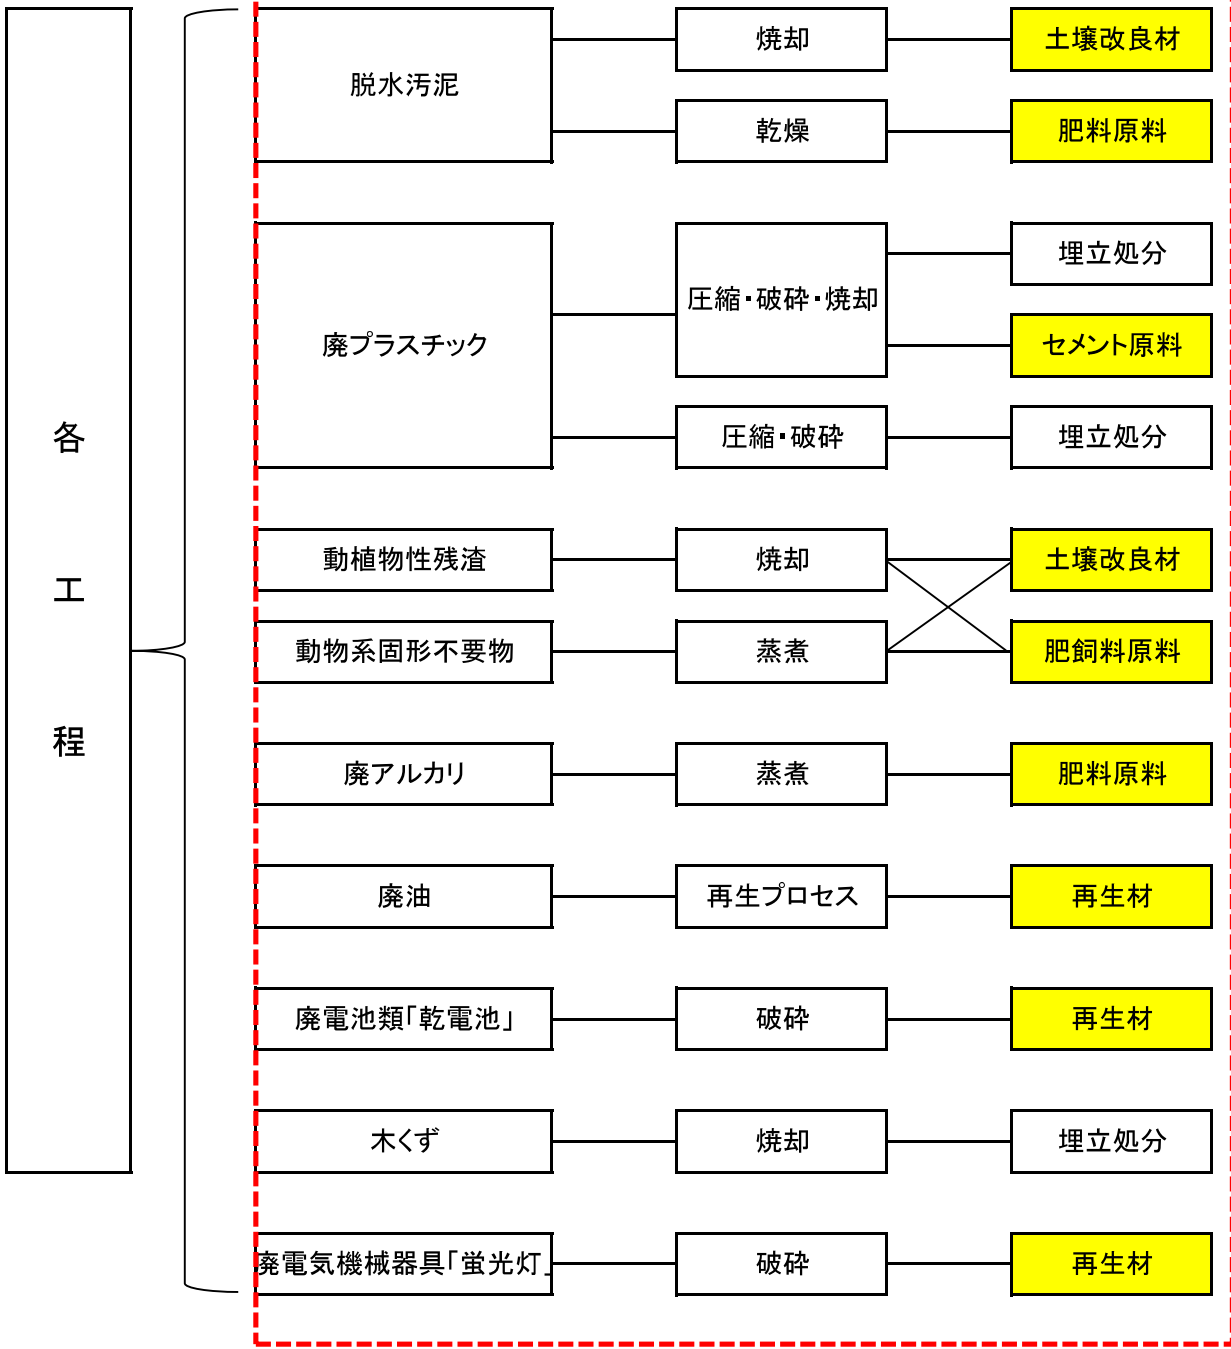 各
工
程
脱水汚泥
焼却
土壌改良材
乾燥
肥料原料
廃プラスチック
圧縮・破砕・焼却
埋立処分
セメント原料
圧縮・破砕
埋立処分
動植物性残渣
焼却
土壌改良材
動物系固形不要物
蒸煮
肥飼料原料
廃アルカリ
蒸煮
肥料原料
廃油
再生プロセス
再生材
廃電池類「乾電池」
破砕
再生材
木くず
焼却
埋立処分
廃電気機械器具「蛍光灯」
破砕
再生材